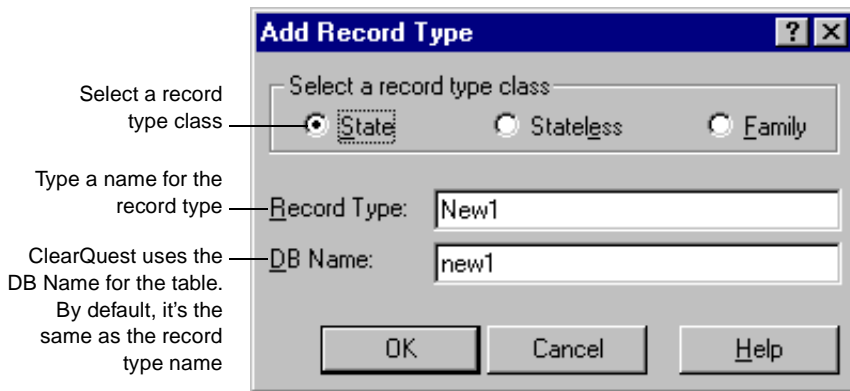 Add Record Type
? X
Select a record
type class
Select a record type class
State
Stateless
Family
Type a name for the
record type
Record Type:
New1
ClearQuest uses the
DB Name for the table.
By default, it's the
same as the record
type name
DB Name:
new1
OK
Cancel
Help